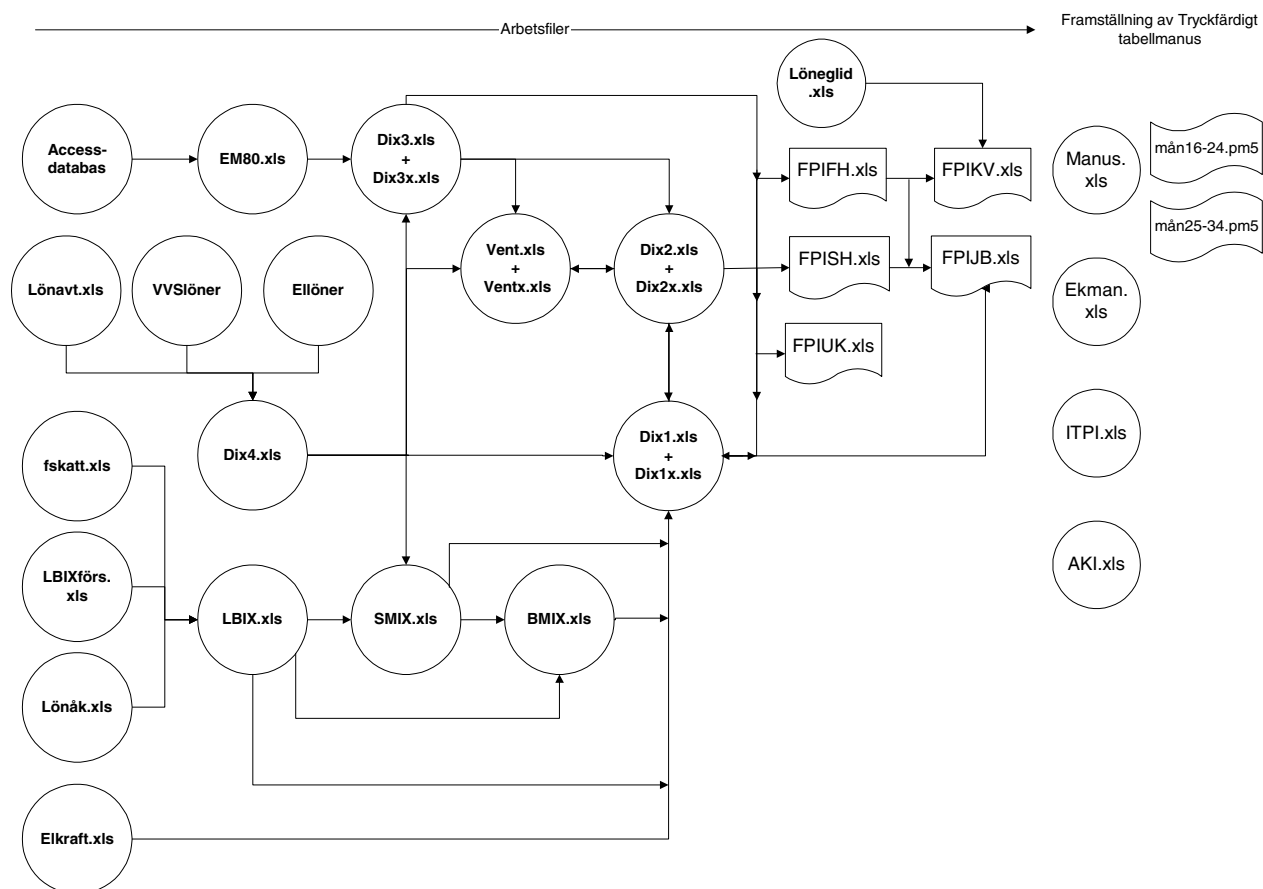 Arbetsfiler
Framställning av Tryckfärdigt
tabellmanus
Löneglid
.xls
Access-
databas
EM80.xls
Dix3.xls
+
Dix3x.xls
FPIFH.xls
FPIKV.xls
Manus.
xls
mån16-24.pm5
mån25-34.pm5
Lönavt.xls
VVSlöner
Ellöner
Vent.xls
+
Ventx.xls
Dix2.xls
+
Dix2x.xls
FPISH.xls
FPIJB.xls
Ekman.
xls
FPIUK.xls
fskatt.xls
Dix4.xls
Dix1.xls
+
Dix1x.xls
ITPI.xls
LBIXförs.
xls
LBIX.xls
SMIX.xls
BMIX.xls
AKI.xls
Lönåk.xls
Elkraft.xls